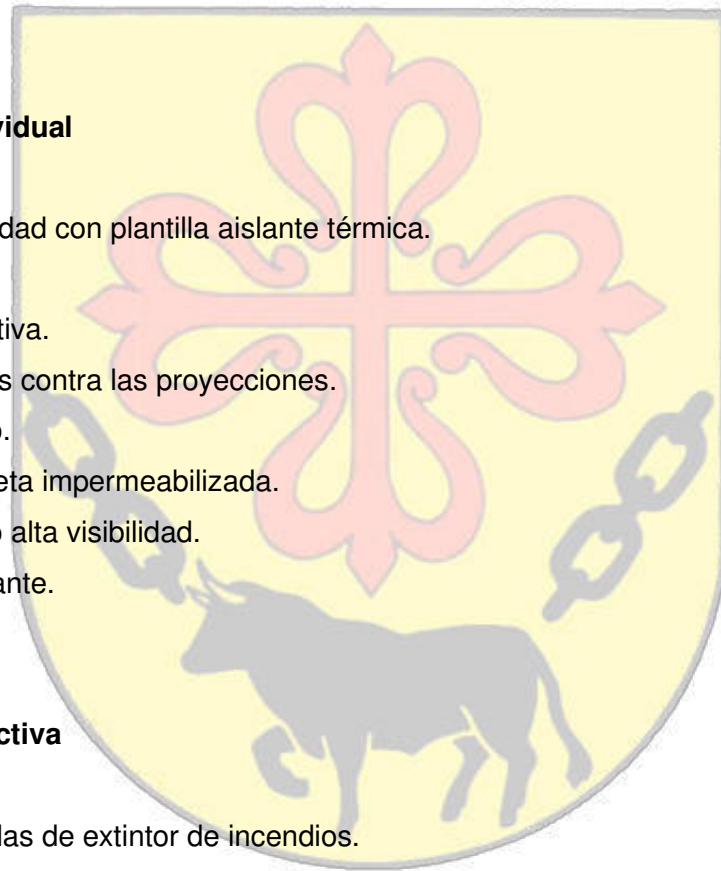 vidual
dad con plantilla aislante térmica.
tiva.
s contra las proyecciones.
o.
eta impermeabilizada.
o alta visibilidad.
ante.
ctiva
las de extintor de incendios.